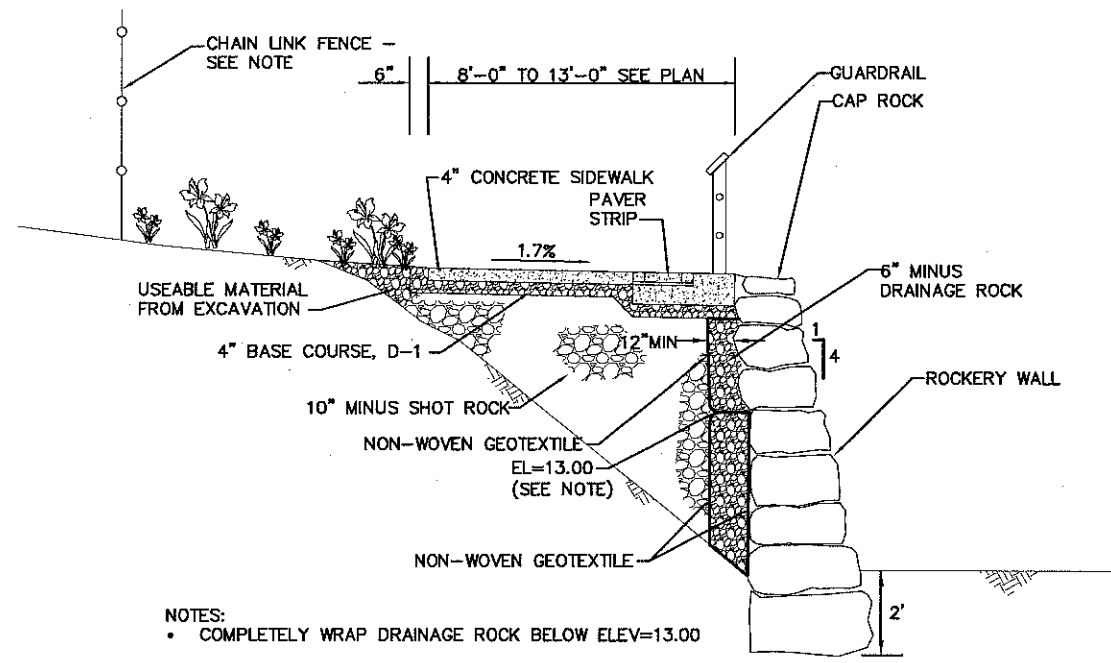 CHAIN LINK FENCE -
SEE NOTE
6"
8'-0" TO 13'-0" SEE PLAN
GUARDRAIL
CAP ROCK
4" CONCRETE SIDEWALK
PAVER
STRIP
1.7%
6" MINUS
DRAINAGE ROCK
USEABLE MATERIAL
FROM EXCAVATION
4" BASE COURSE, D-1
12"MIN
1
4
10" MINUS SHOT ROCK
ROCKERY WALL
NON-WOVEN GEOTEXTILE
EL=13.00
(SEE NOTE)
NON-WOVEN GEOTEXTILE
2'
NOTES:
• COMPLETELY WRAP DRAINAGE ROCK BELOW ELEV=13.00